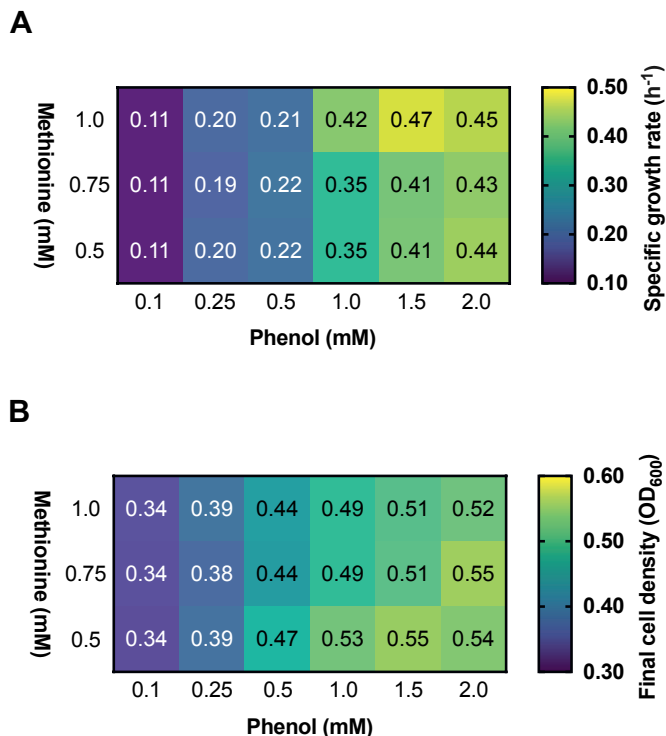 A
Methionine (mM)
1.0 0.11 0.20 0.21 0.42 0.47 0.45
0.75 0.11 0.19 0.22 0.35 0.41 0.43
0.5 0.11 0.20 0.22 0.35 0.41 0.44
0.1 0.25 0.5 1.0 1.5 2.0
Phenol (mM)
0.50
0.40
0.30
0.20
0.10
Specific growth rate (h⁻¹)
B
Methionine (mM)
1.0 0.34 0.39 0.44 0.49 0.51 0.52
0.75 0.34 0.38 0.44 0.49 0.51 0.55
0.5 0.34 0.39 0.47 0.53 0.55 0.54
0.1 0.25 0.5 1.0 1.5 2.0
Phenol (mM)
0.60
0.50
0.40
0.30
Final cell density (OD₆₀₀)